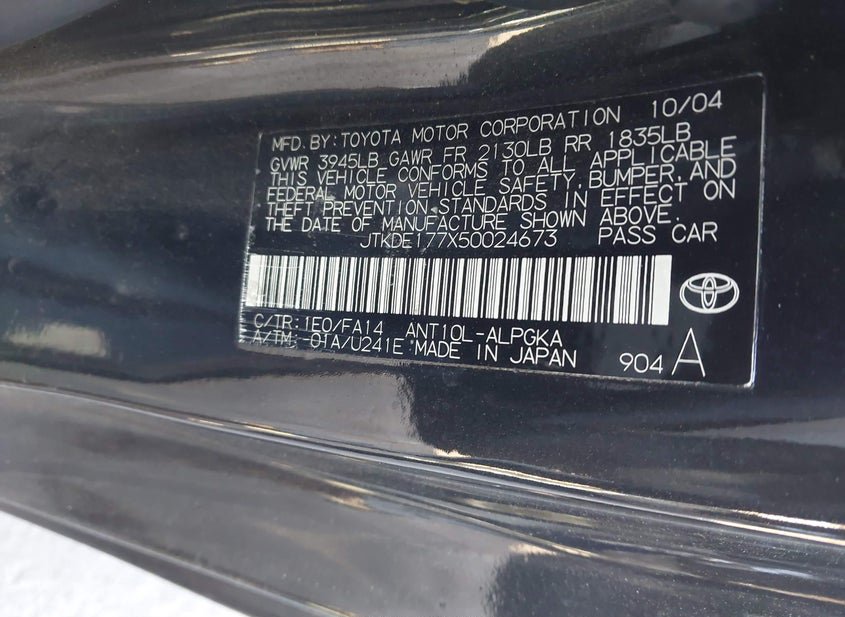 MFD. BY: TOYOTA MOTOR CORPORATION 10/04
GVWR 3945LB GAWR FR 2130LB RR 1835LB
THIS VEHICLE CONFORMS TO ALL APPLICABLE
FEDERAL MOTOR VEHICLE SAFETY, BUMPER, AND
THEFT PREVENTION STANDARDS IN EFFECT ON
THE DATE OF MANUFACTURE SHOWN ABOVE.
JTKDE177X50024673 PASS CAR
C/TR: 1E0/FA14 ANT10L-ALPGKA
A/TM: -01A/U241E MADE IN JAPAN 904 A